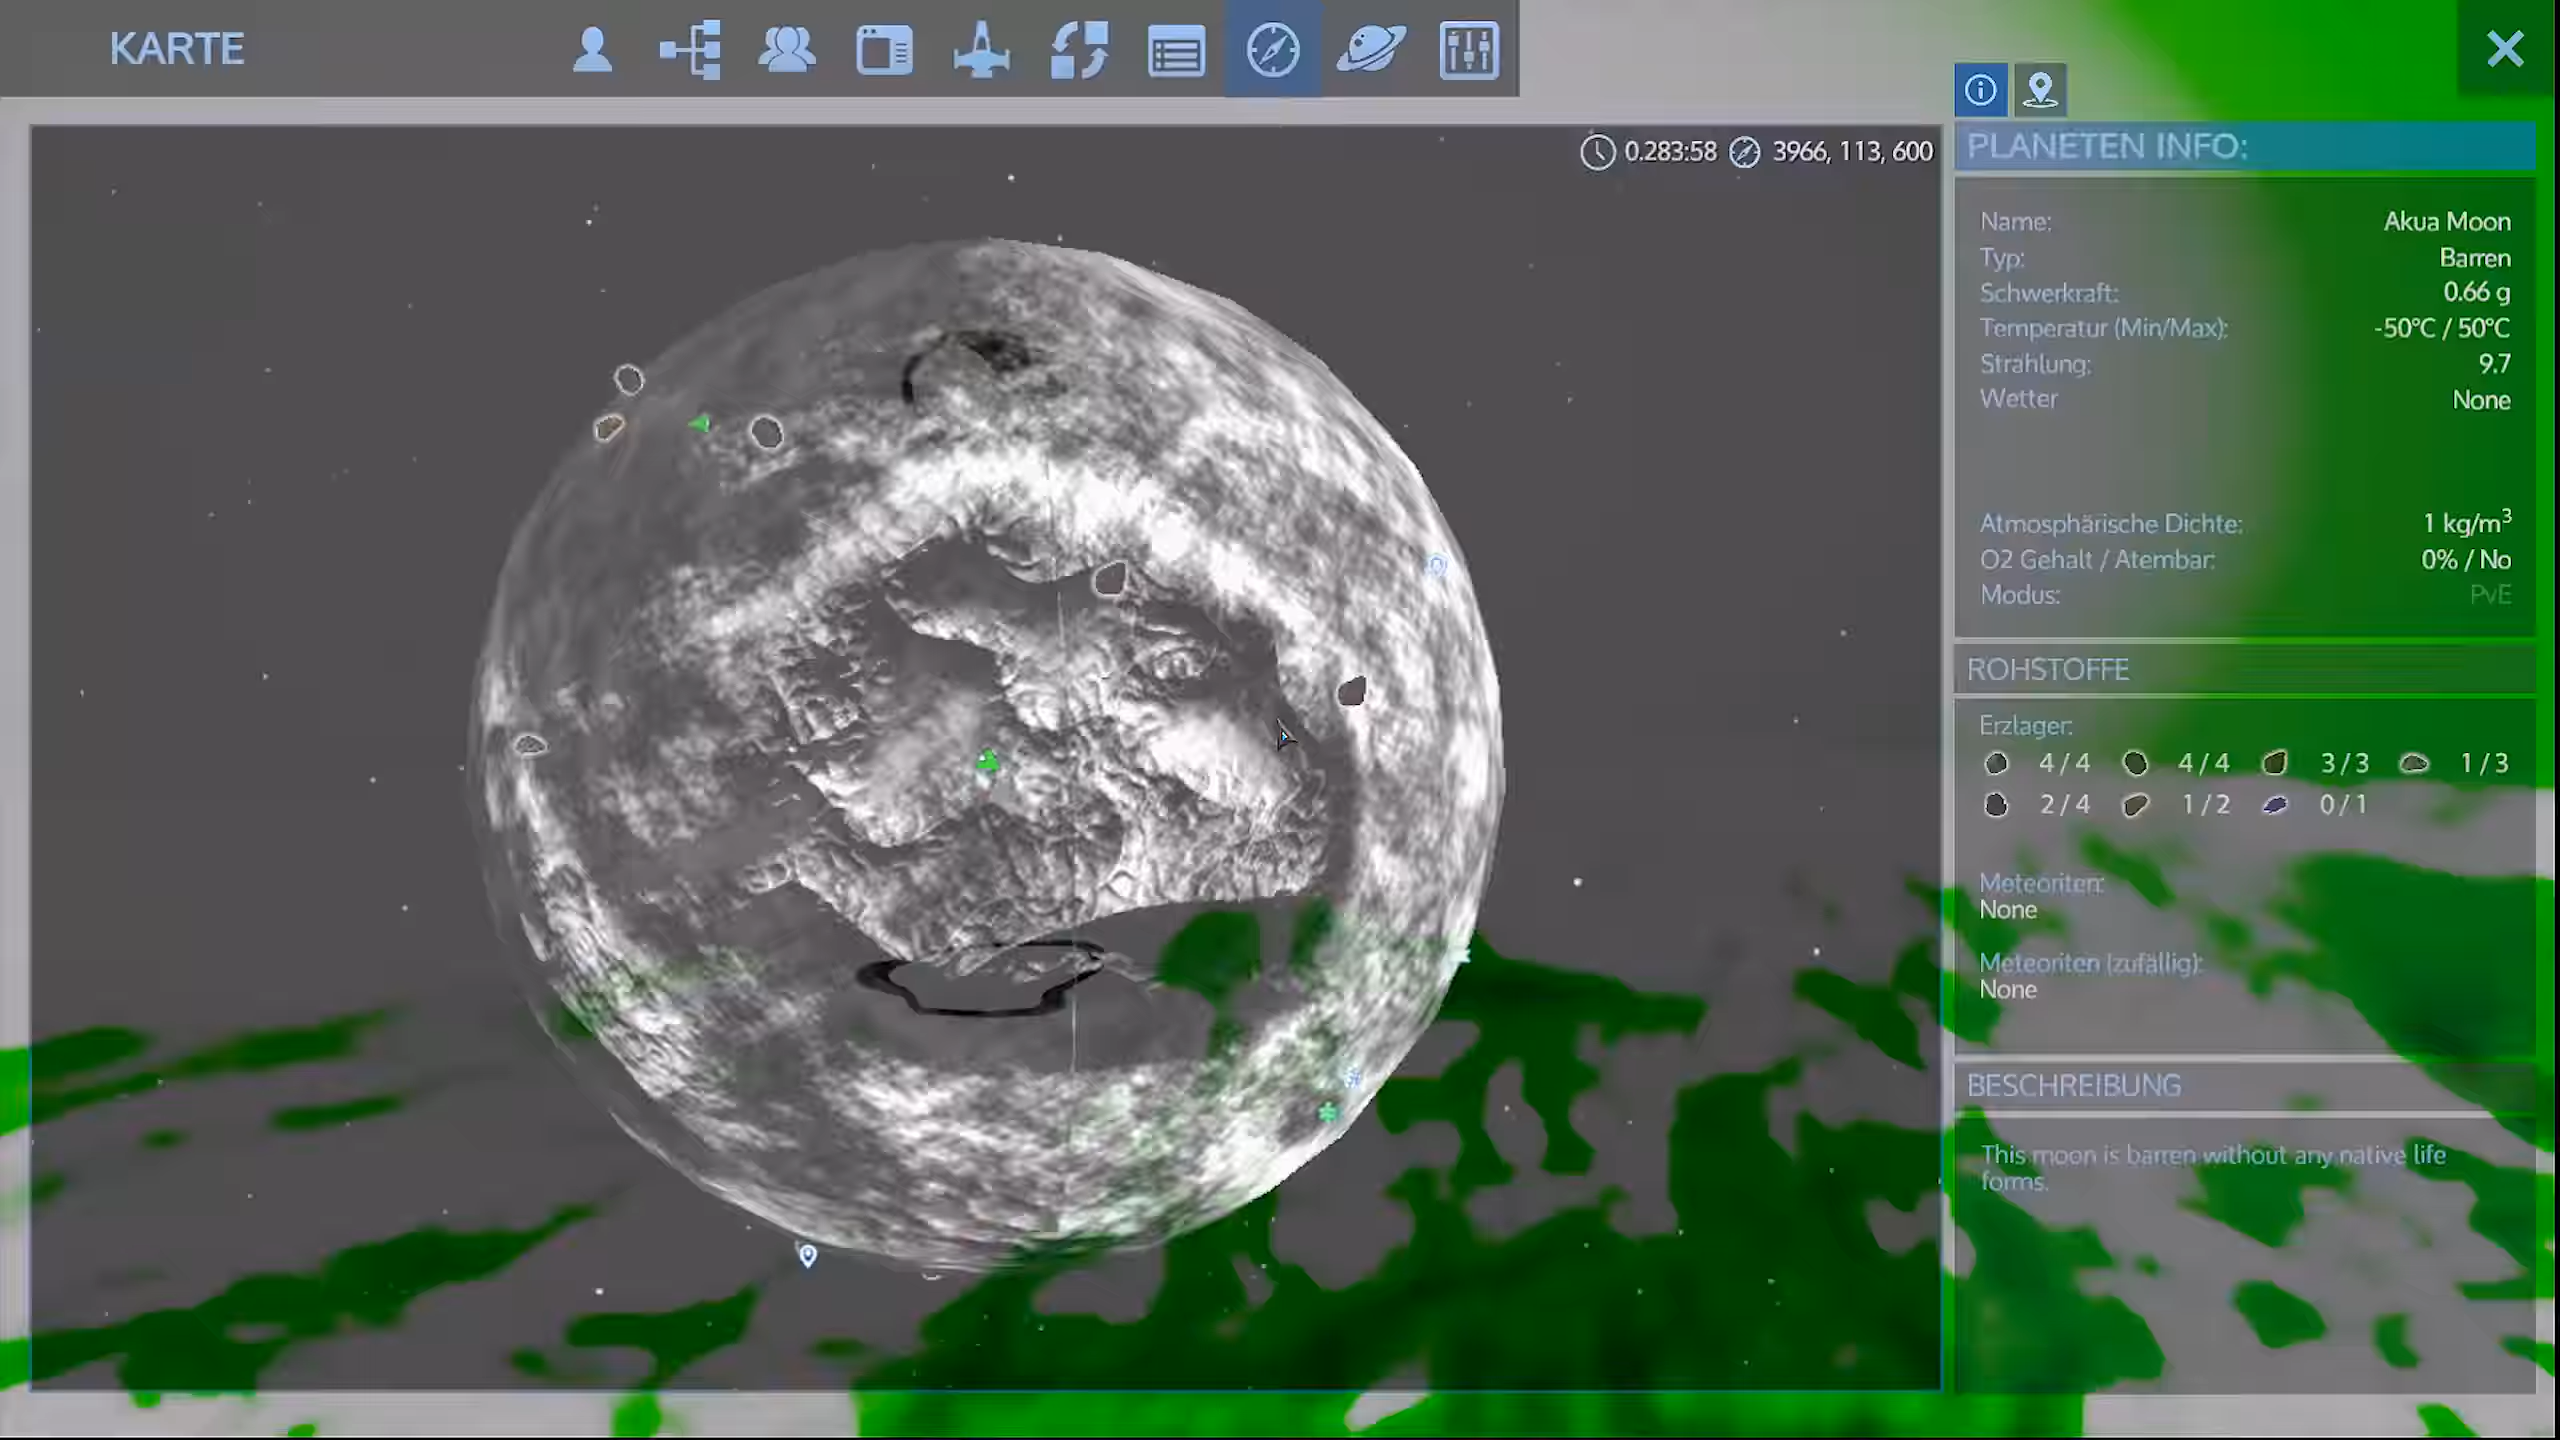 KARTE
0.283:58 3966, 113, 600
PLANETEN INFO:
Name: Akua Moon
Typ: Barren
Schwerkraft: 0.66 g
Temperatur (Min/Max): -50°C / 50°C
Strahlung: 9.7
Wetter None
Atmosphärische Dichte: 1 kg/m³
O2 Gehalt / Atembar: 0% / No
Modus: PvE
ROHSTOFFE
Erzlager:
4 / 4 4 / 4 3 / 3 1 / 3
2 / 4 1 / 2 0 / 1
Meteoriten:
None
Meteoriten (zufällig):
None
BESCHREIBUNG
This moon is barren without any native life
forms.